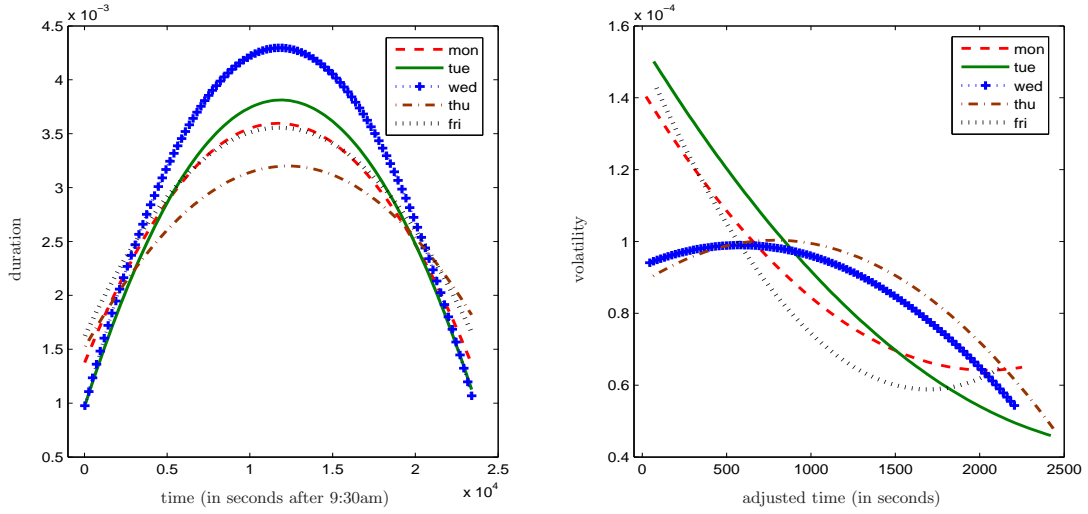 x 10⁻³
4.5
4
3.5
3
2.5
2
1.5
1
0.5
duration
mon
tue
wed
thu
fri
0 0.5 1 1.5 2 2.5
x 10⁴
time (in seconds after 9:30am)
x 10⁻⁴
1.6
1.4
1.2
1
0.8
0.6
0.4
volatility
mon
tue
wed
thu
fri
0 500 1000 1500 2000 2500
adjusted time (in seconds)